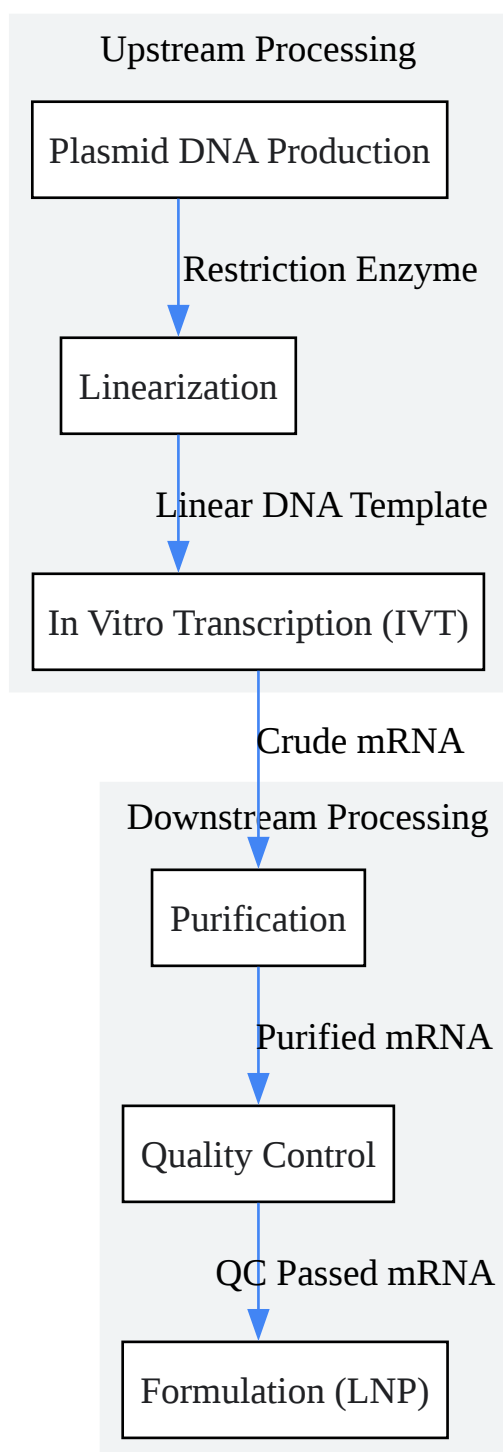 Upstream Processing
Plasmid DNA Production
Restriction Enzyme
Linearization
Linear DNA Template
In Vitro Transcription (IVT)
Crude mRNA
Downstream Processing
Purification
Purified mRNA
Quality Control
QC Passed mRNA
Formulation (LNP)